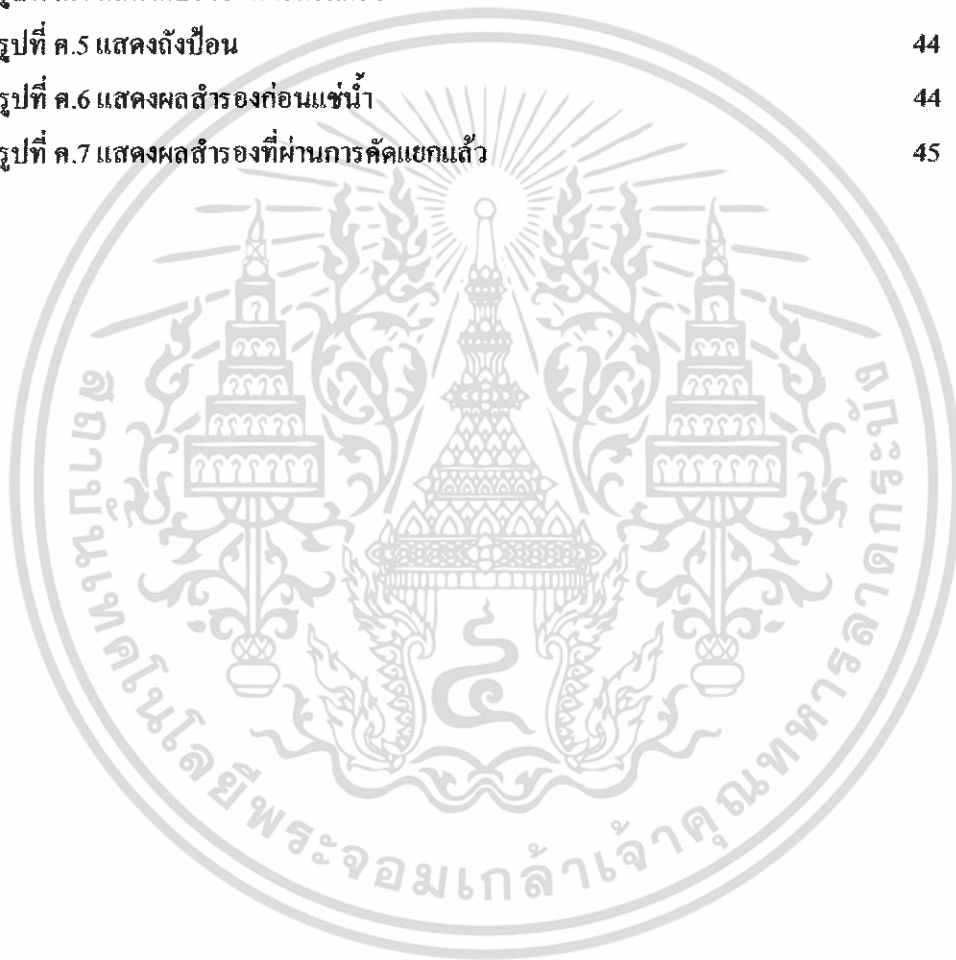 รูปที่ ค.5 แสดงถังป้อน 44
รูปที่ ค.6 แสดงผลสำรองก่อนแช่น้ำ 44
รูปที่ ค.7 แสดงผลสำรองที่ผ่านการคัดแยกแล้ว 45
สถาบันเทคโนโลยีพระจอมเกล้าเจ้าคุณทหารลาดกระบัง